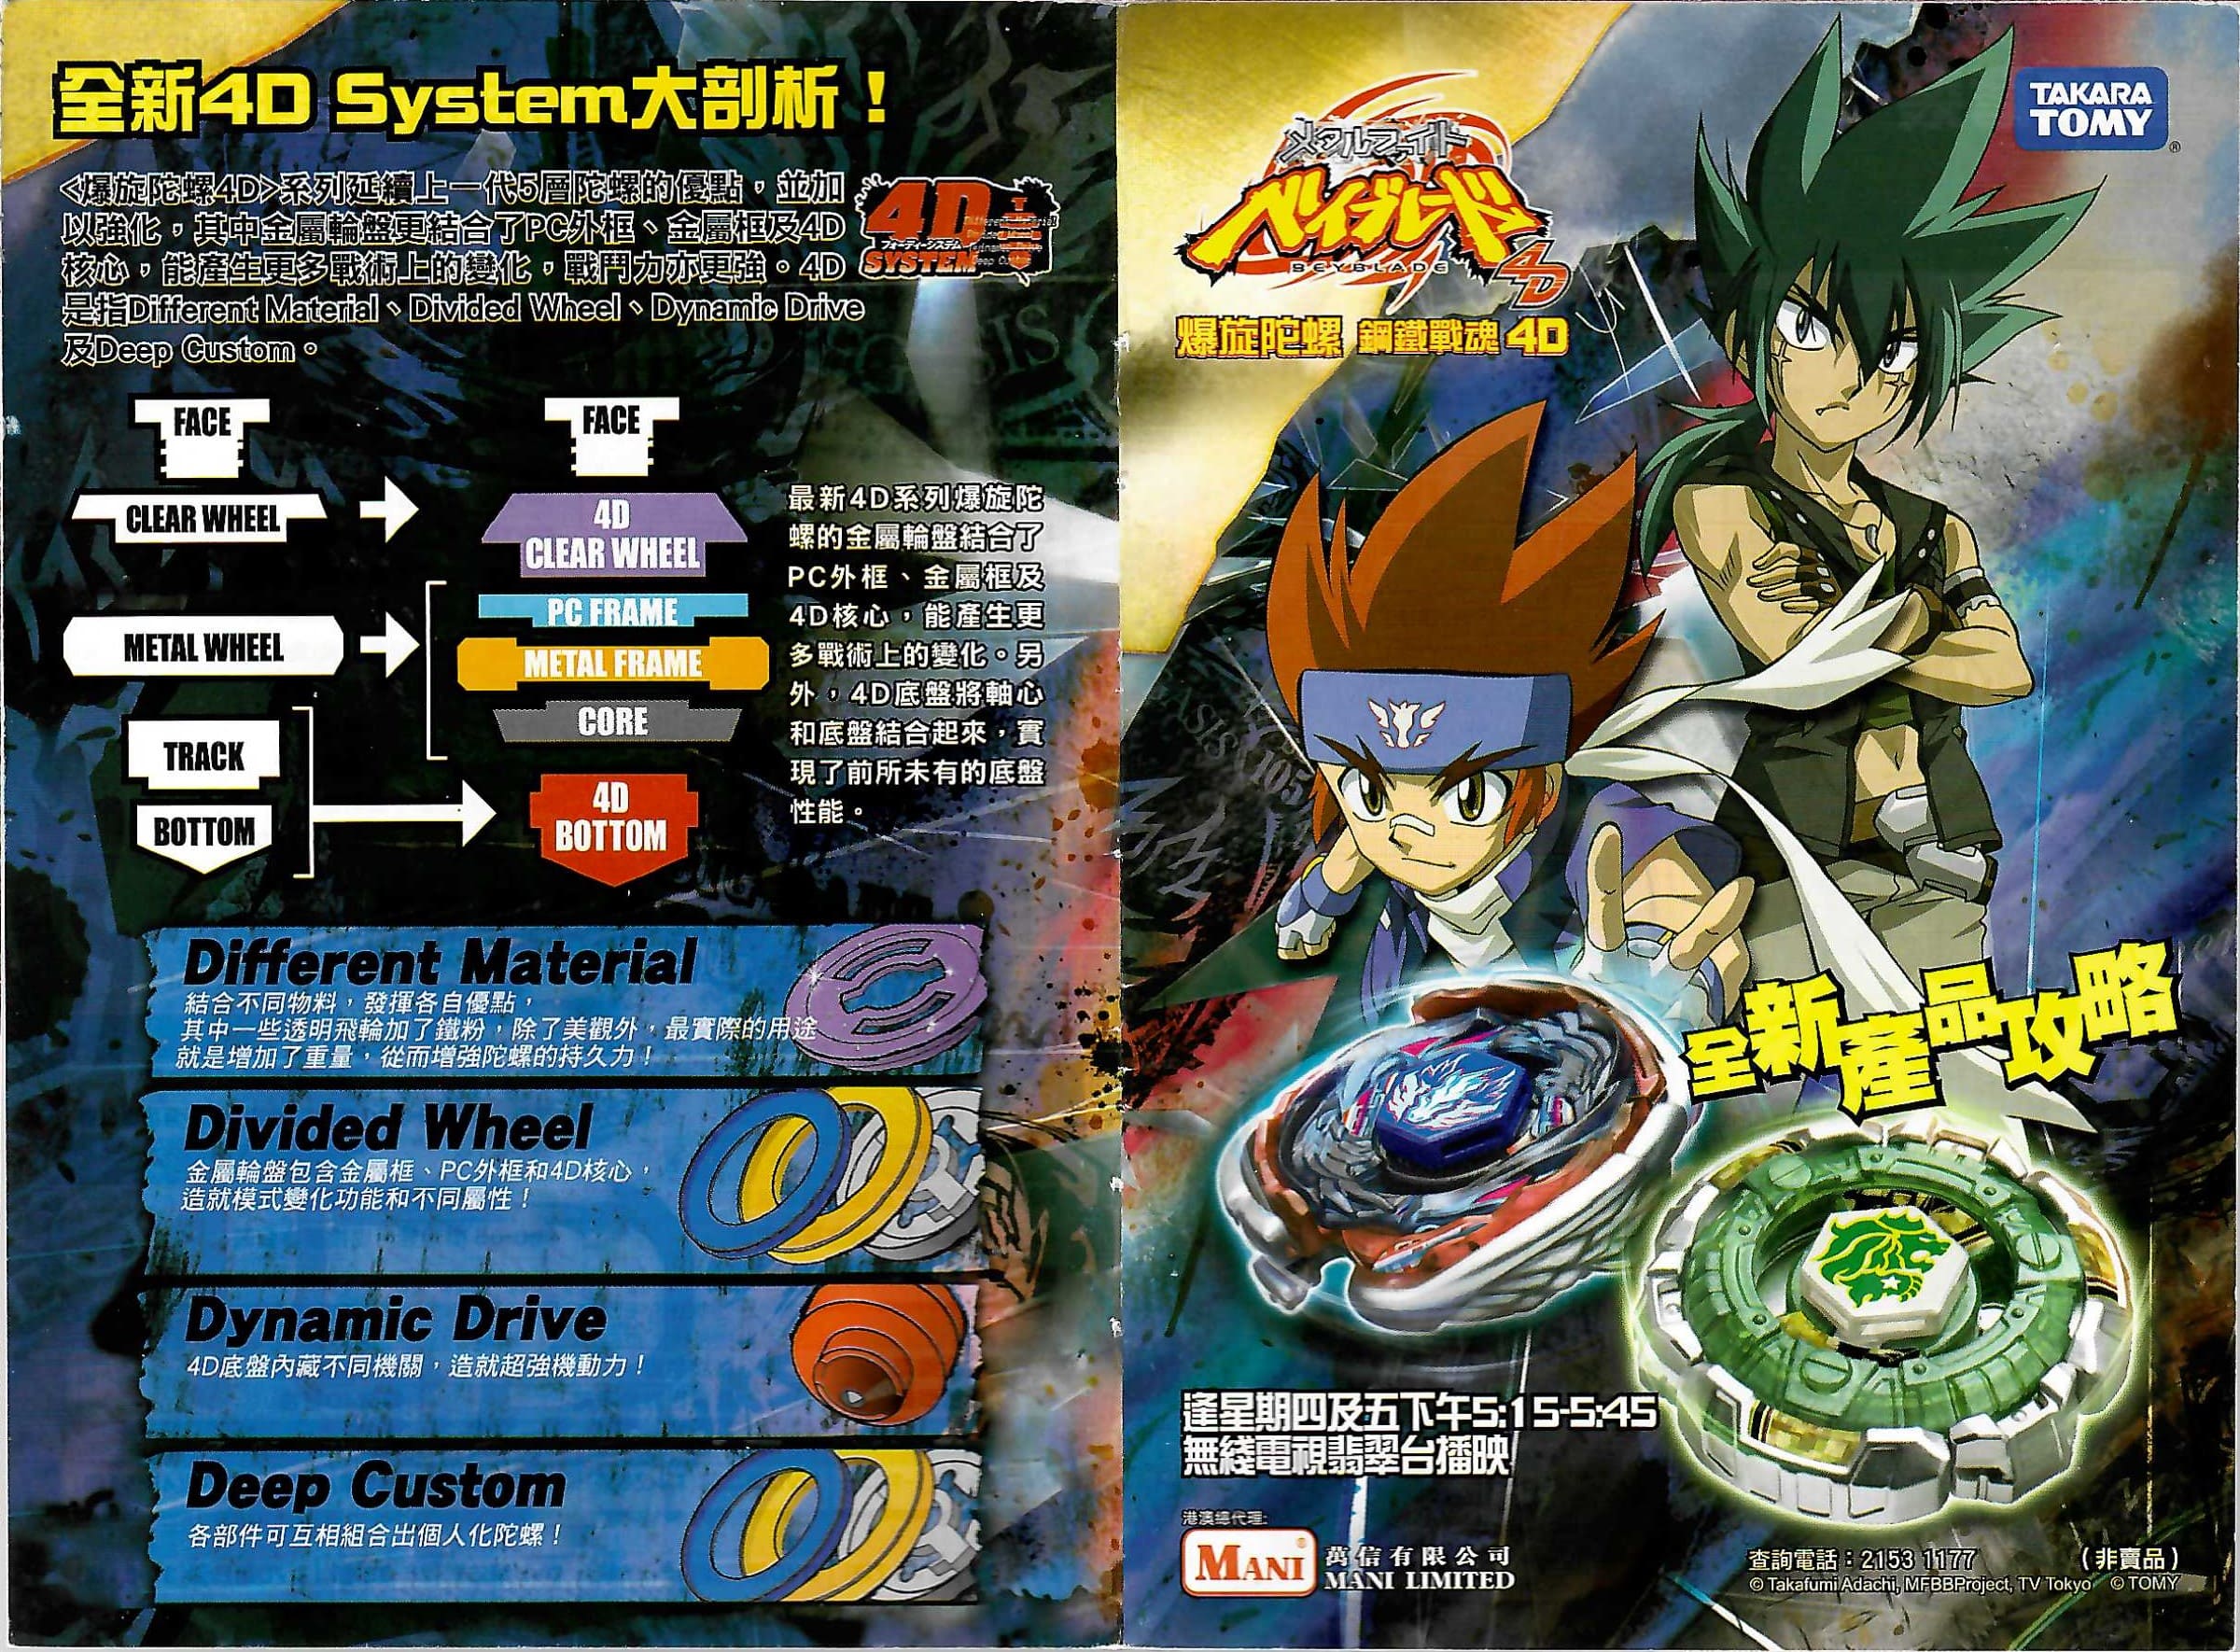 全新4D System大剖析！
<爆旋陀螺4D>系列延續上一代5層陀螺的優點，並加
以強化，其中金屬輪盤更結合了PC外框、金屬框及4D
核心，能產生更多戰術上的變化，戰鬥力亦更強。4D
是指Different Material、Divided Wheel、Dynamic Drive
及Deep Custom。
4D
フォーディーシステム
SYSTEM
FACE
CLEAR WHEEL
METAL WHEEL
TRACK
BOTTOM
FACE
4D
CLEAR WHEEL
PC FRAME
METAL FRAME
CORE
4D
BOTTOM
最新4D系列爆旋陀
螺的金屬輪盤結合了
PC外框、金屬框及
4D核心，能產生更
多戰術上的變化。另
外，4D底盤將軸心
和底盤結合起來，實
現了前所未有的底盤
性能。
Different Material
結合不同物料，發揮各自優點，
其中一些透明飛輪加了鐵粉，除了美觀外，最實際的用途
就是增加了重量，從而增強陀螺的持久力！
Divided Wheel
金屬輪盤包含金屬框、PC外框和4D核心，
造就模式變化功能和不同屬性！
Dynamic Drive
4D底盤內藏不同機關，造就超強機動力！
Deep Custom
各部件可互相組合出個人化陀螺！
TAKARA
TOMY
®
メタルファイト
ベイブレード
BEYBLADE
4D
爆旋陀螺 鋼鐵戰魂 4D
全新產品攻略
逢星期四及五下午5:15-5:45
無綫電視翡翠台播映
港澳總代理:
MANI®
萬信有限公司
MANI LIMITED
查詢電話：2153 1177 （非賣品）
© Takafumi Adachi, MFBBProject, TV Tokyo © TOMY